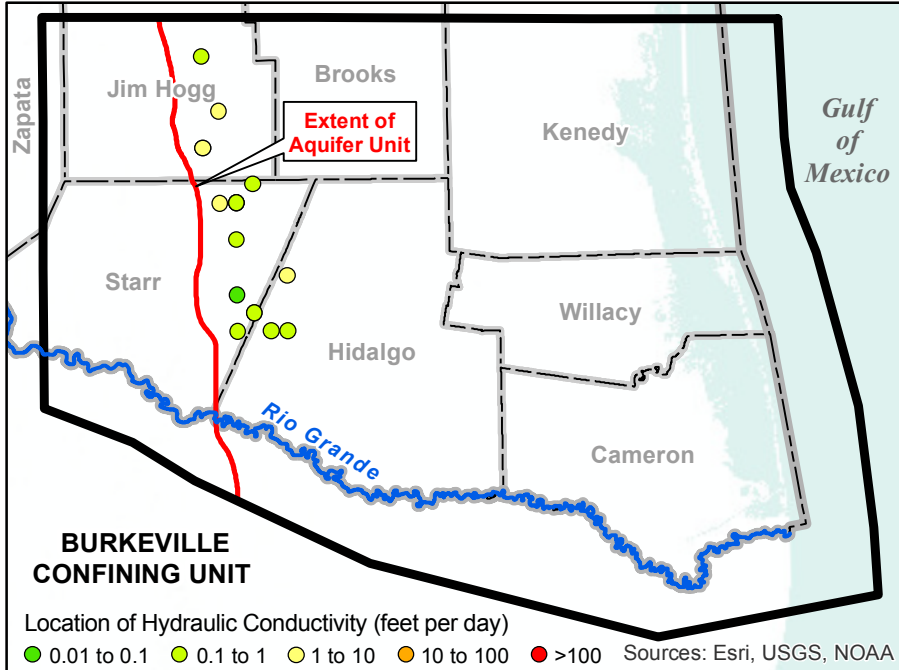 Zapata
Jim Hogg
Brooks
Kenedy
Gulf
of
Mexico
Extent of
Aquifer Unit
Starr
Hidalgo
Willacy
Cameron
Rio Grande
BURKEVILLE
CONFINING UNIT
Location of Hydraulic Conductivity (feet per day)
0.01 to 0.1 0.1 to 1 1 to 10 10 to 100 >100 Sources: Esri, USGS, NOAA